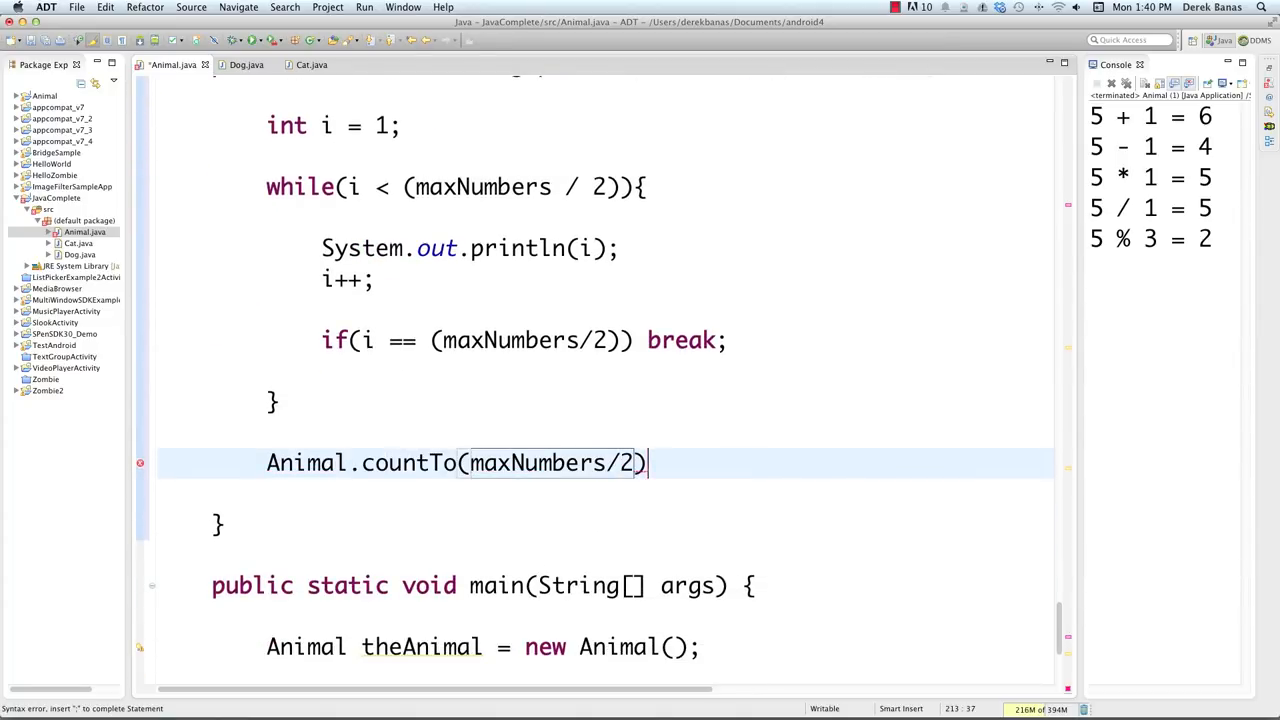 ADT File Edit Refactor Source Navigate Search Project Run Window Help 10 Mon 1:40 PM Derek Banas
Java - JavaComplete/src/Animal.java - ADT - /Users/derekbanas/Documents/android4
Quick Access Java DDMS
Package Exp
Animal
appcompat_v7
appcompat_v7_2
appcompat_v7_3
appcompat_v7_4
BridgeSample
HelloWorld
HelloZombie
ImageFilterSampleApp
JavaComplete
src
(default package)
Animal.java
Cat.java
Dog.java
JRE System Library [Ja
ListPickerExample2Activi
MediaBrowser
MultiWindowSDKExample
MusicPlayerActivity
SlookActivity
SPenSDK30_Demo
TestAndroid
TextGroupActivity
VideoPlayerActivity
Zombie
Zombie2
*Animal.java Dog.java Cat.java
int i = 1;
while(i < (maxNumbers / 2)){
System.out.println(i);
i++;
if(i == (maxNumbers/2)) break;
}
Animal.countTo(maxNumbers/2)
}
public static void main(String[] args) {
Animal theAnimal = new Animal();
Console
<terminated> Animal (1) [Java Application] /S
5 + 1 = 6
5 - 1 = 4
5 * 1 = 5
5 / 1 = 5
5 % 3 = 2
Syntax error, insert ";" to complete Statement Writable Smart Insert 213 : 37 216M of 394M